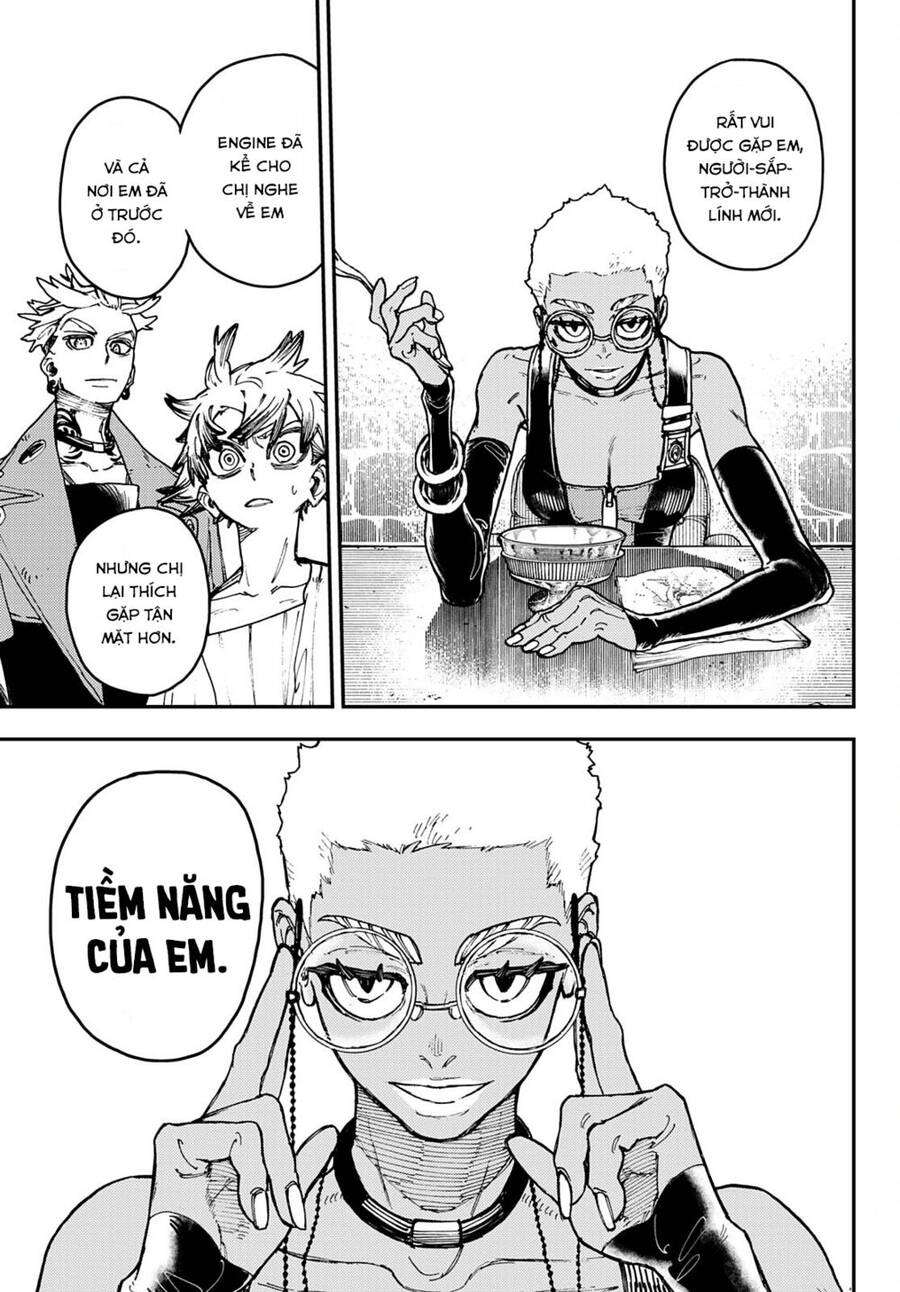 RẤT VUI
ĐƯỢC GẶP EM,
NGƯỜI-SẮP-
TRỞ-THÀNH
LÍNH MỚI.
ENGINE ĐÃ
KỂ CHO
CHỊ NGHE
VỀ EM
VÀ CẢ
NƠI EM ĐÃ
Ở TRƯỚC
ĐÓ.
NHƯNG CHỊ
LẠI THÍCH
GẶP TẬN
MẶT HƠN.
TIỀM NĂNG
CỦA EM.